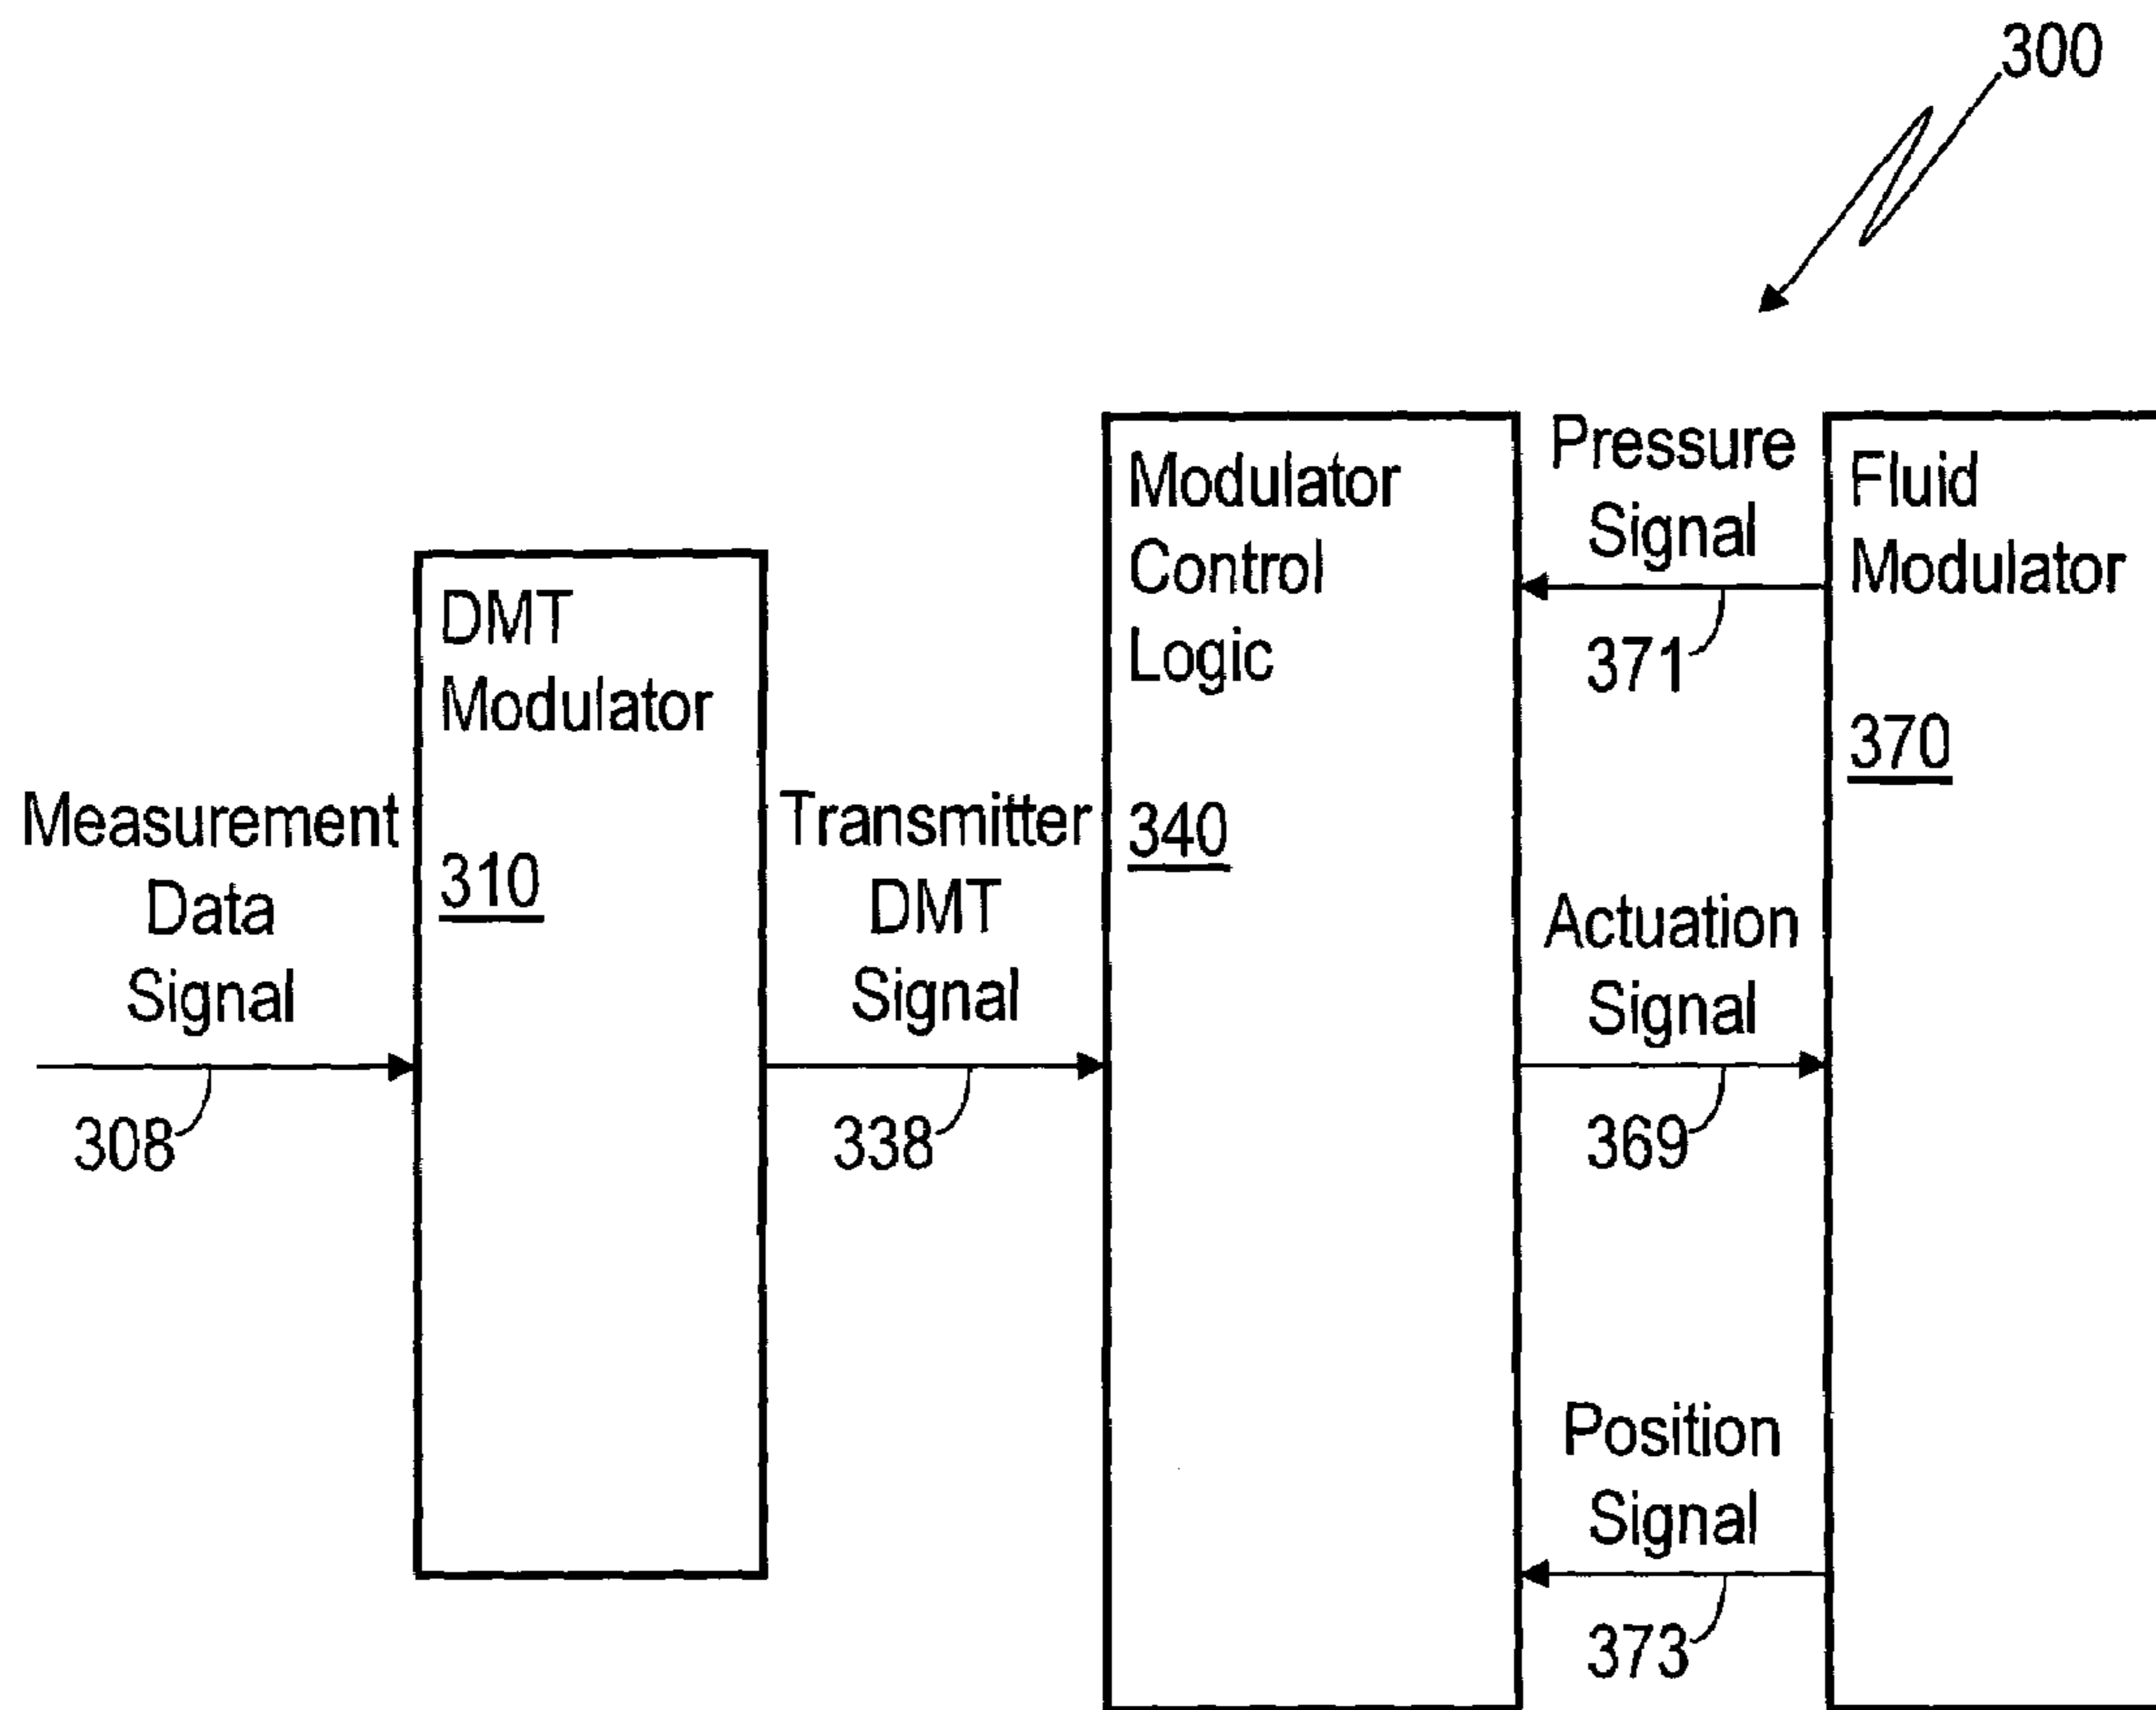 300
Measurement
Data
Signal
308
DMT
Modulator
310
Transmitter
DMT
Signal
338
Modulator
Control
Logic
340
Pressure
Signal
371
Actuation
Signal
369
Position
Signal
373
Fluid
Modulator
370